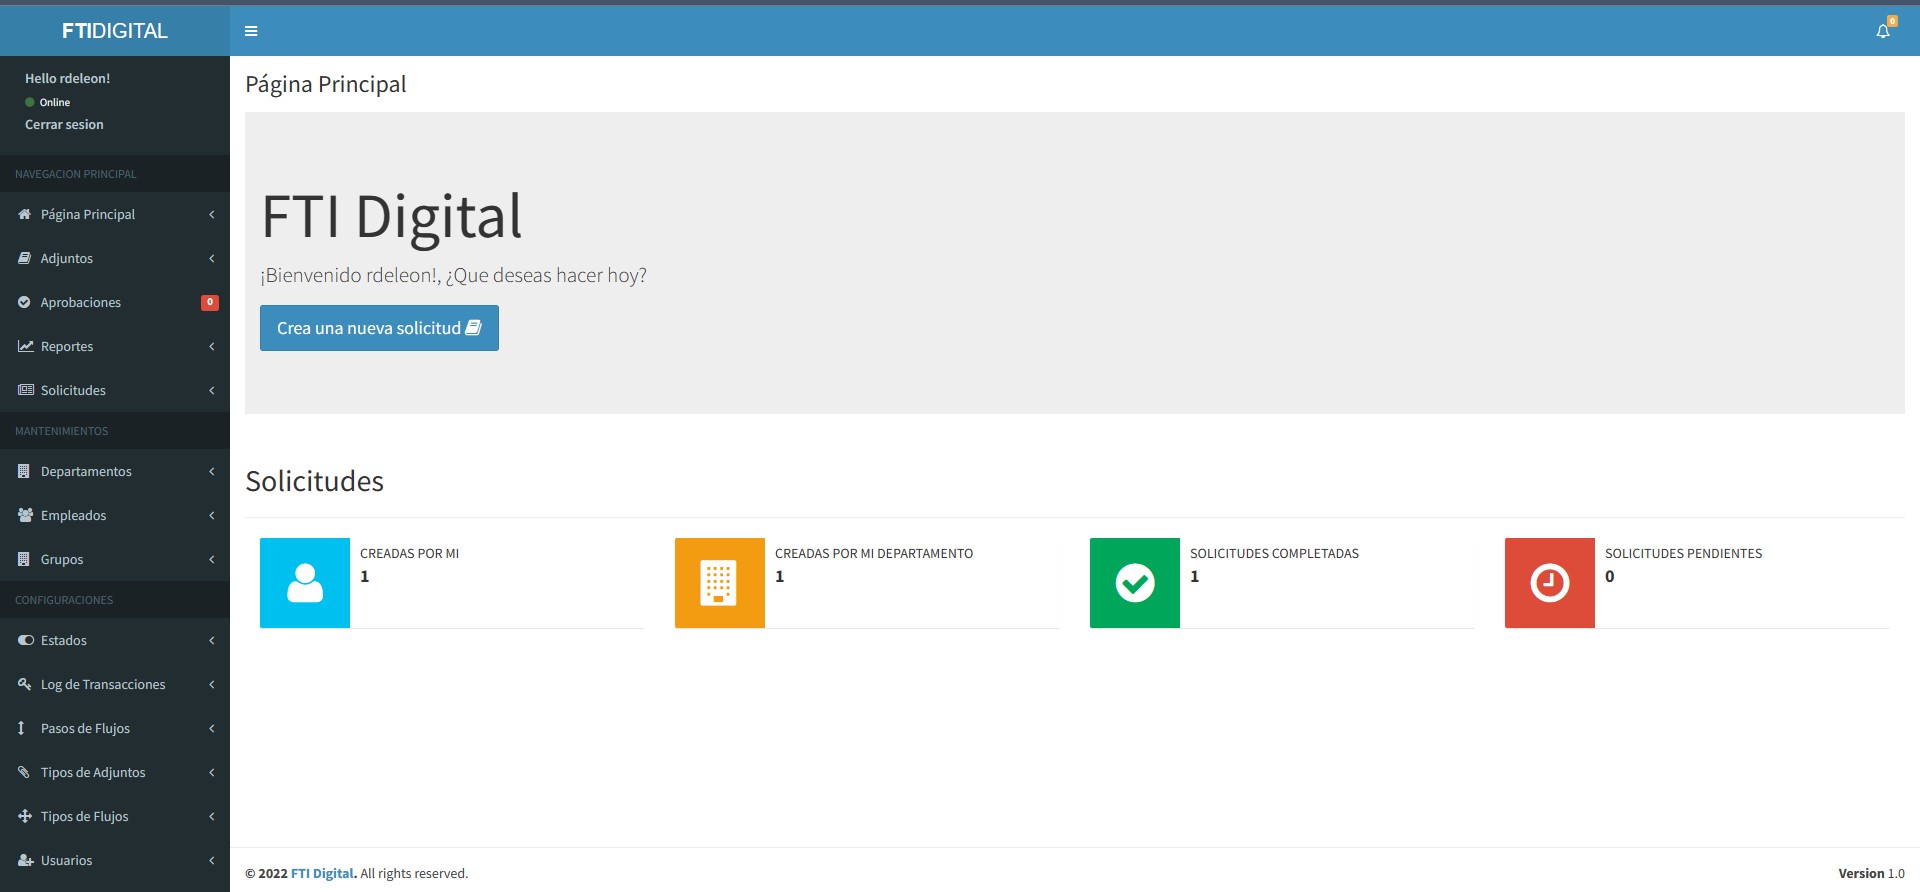 FTIDIGITAL
0
Hello rdeleon!
Online
Cerrar sesion
NAVEGACION PRINCIPAL
Página Principal
Adjuntos
Aprobaciones 0
Reportes
Solicitudes
MANTENIMIENTOS
Departamentos
Empleados
Grupos
CONFIGURACIONES
Estados
Log de Transacciones
Pasos de Flujos
Tipos de Adjuntos
Tipos de Flujos
Usuarios
Página Principal
FTI Digital
¡Bienvenido rdeleon!, ¿Que deseas hacer hoy?
Crea una nueva solicitud
Solicitudes
CREADAS POR MI
1
CREADAS POR MI DEPARTAMENTO
1
SOLICITUDES COMPLETADAS
1
SOLICITUDES PENDIENTES
0
© 2022 FTI Digital. All rights reserved.
Version 1.0